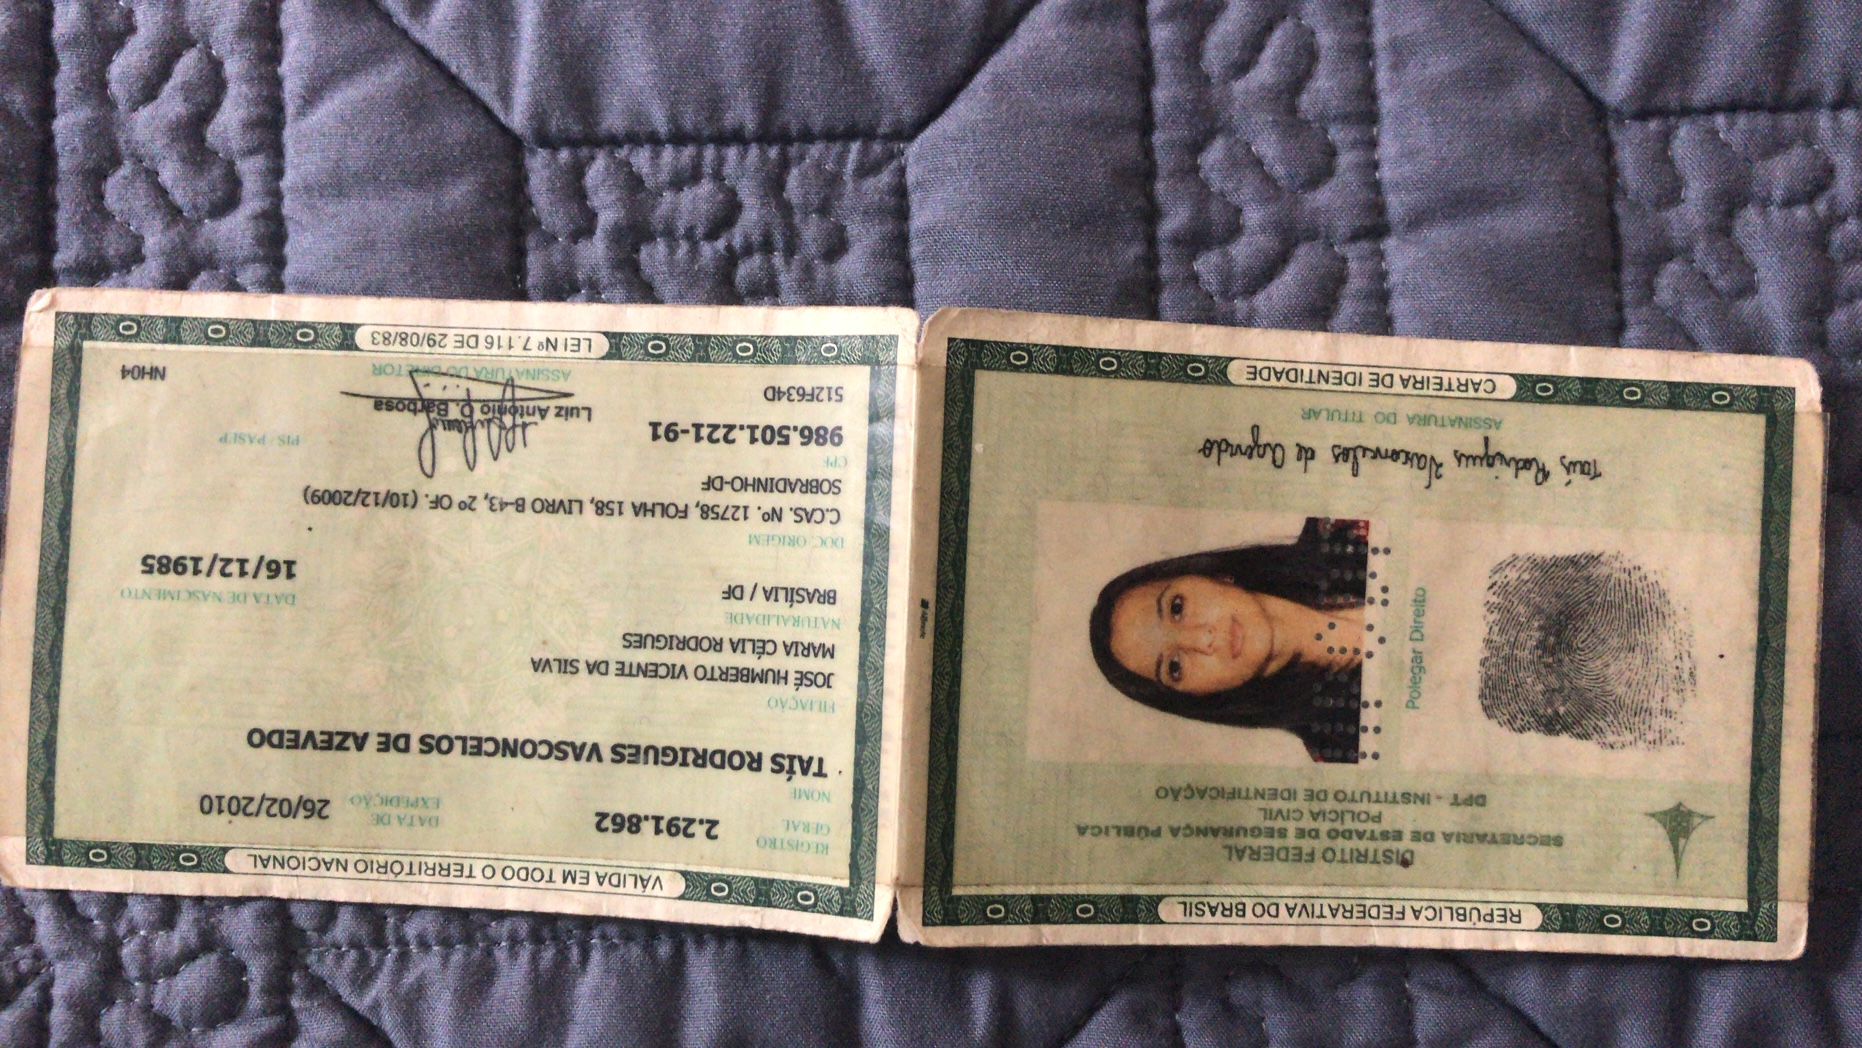 VÁLIDA EM TODO O TERRITÓRIO NACIONAL
REGISTRO GERAL 2.291.862 DATA DE EXPEDIÇÃO 26/02/2010
NOME
TAÍS RODRIGUES VASCONCELOS DE AZEVEDO
FILIAÇÃO
JOSÉ HUMBERTO VICENTE DA SILVA
MARIA CÉLIA RODRIGUES
NATURALIDADE DATA DE NASCIMENTO
BRASÍLIA / DF 16/12/1985
DOC. ORIGEM
C.CAS. Nº. 12758, FOLHA 158, LIVRO B-43, 2º OF. (10/12/2009)
SOBRADINHO-DF
CPF PIS / PASEP
986.501.221-91
Luiz Antonio D. Barbosa
512F634D
ASSINATURA DO DIRETOR NH04
LEI Nº 7.116 DE 29/08/83
REPÚBLICA FEDERATIVA DO BRASIL
DISTRITO FEDERAL
SECRETARIA DE ESTADO DE SEGURANÇA PÚBLICA
POLÍCIA CIVIL
DPT - INSTITUTO DE IDENTIFICAÇÃO
Polegar Direito
Taís Rodrigues Vasconcelos de Azevedo
ASSINATURA DO TITULAR
CARTEIRA DE IDENTIDADE